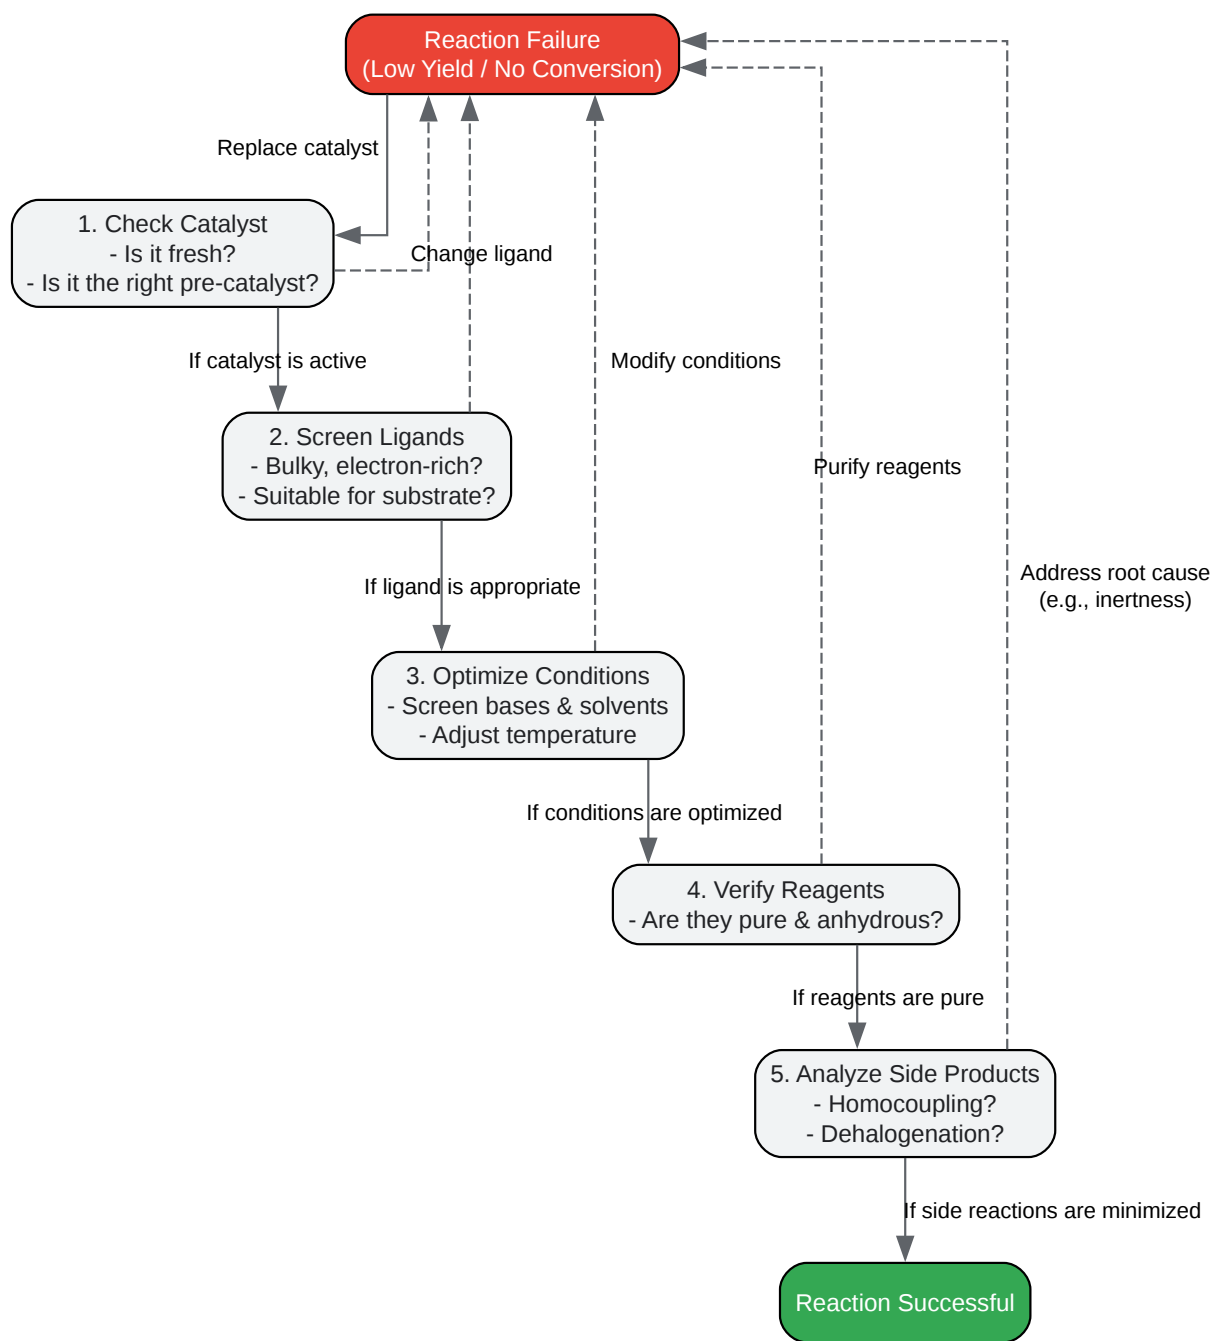 Reaction Failure
(Low Yield / No Conversion)
Replace catalyst
1. Check Catalyst
- Is it fresh?
- Is it the right pre-catalyst?
Change ligand
If catalyst is active
Modify conditions
2. Screen Ligands
- Bulky, electron-rich?
- Suitable for substrate?
Purify reagents
If ligand is appropriate
Address root cause
(e.g., inertness)
3. Optimize Conditions
- Screen bases & solvents
- Adjust temperature
If conditions are optimized
4. Verify Reagents
- Are they pure & anhydrous?
If reagents are pure
5. Analyze Side Products
- Homocoupling?
- Dehalogenation?
If side reactions are minimized
Reaction Successful